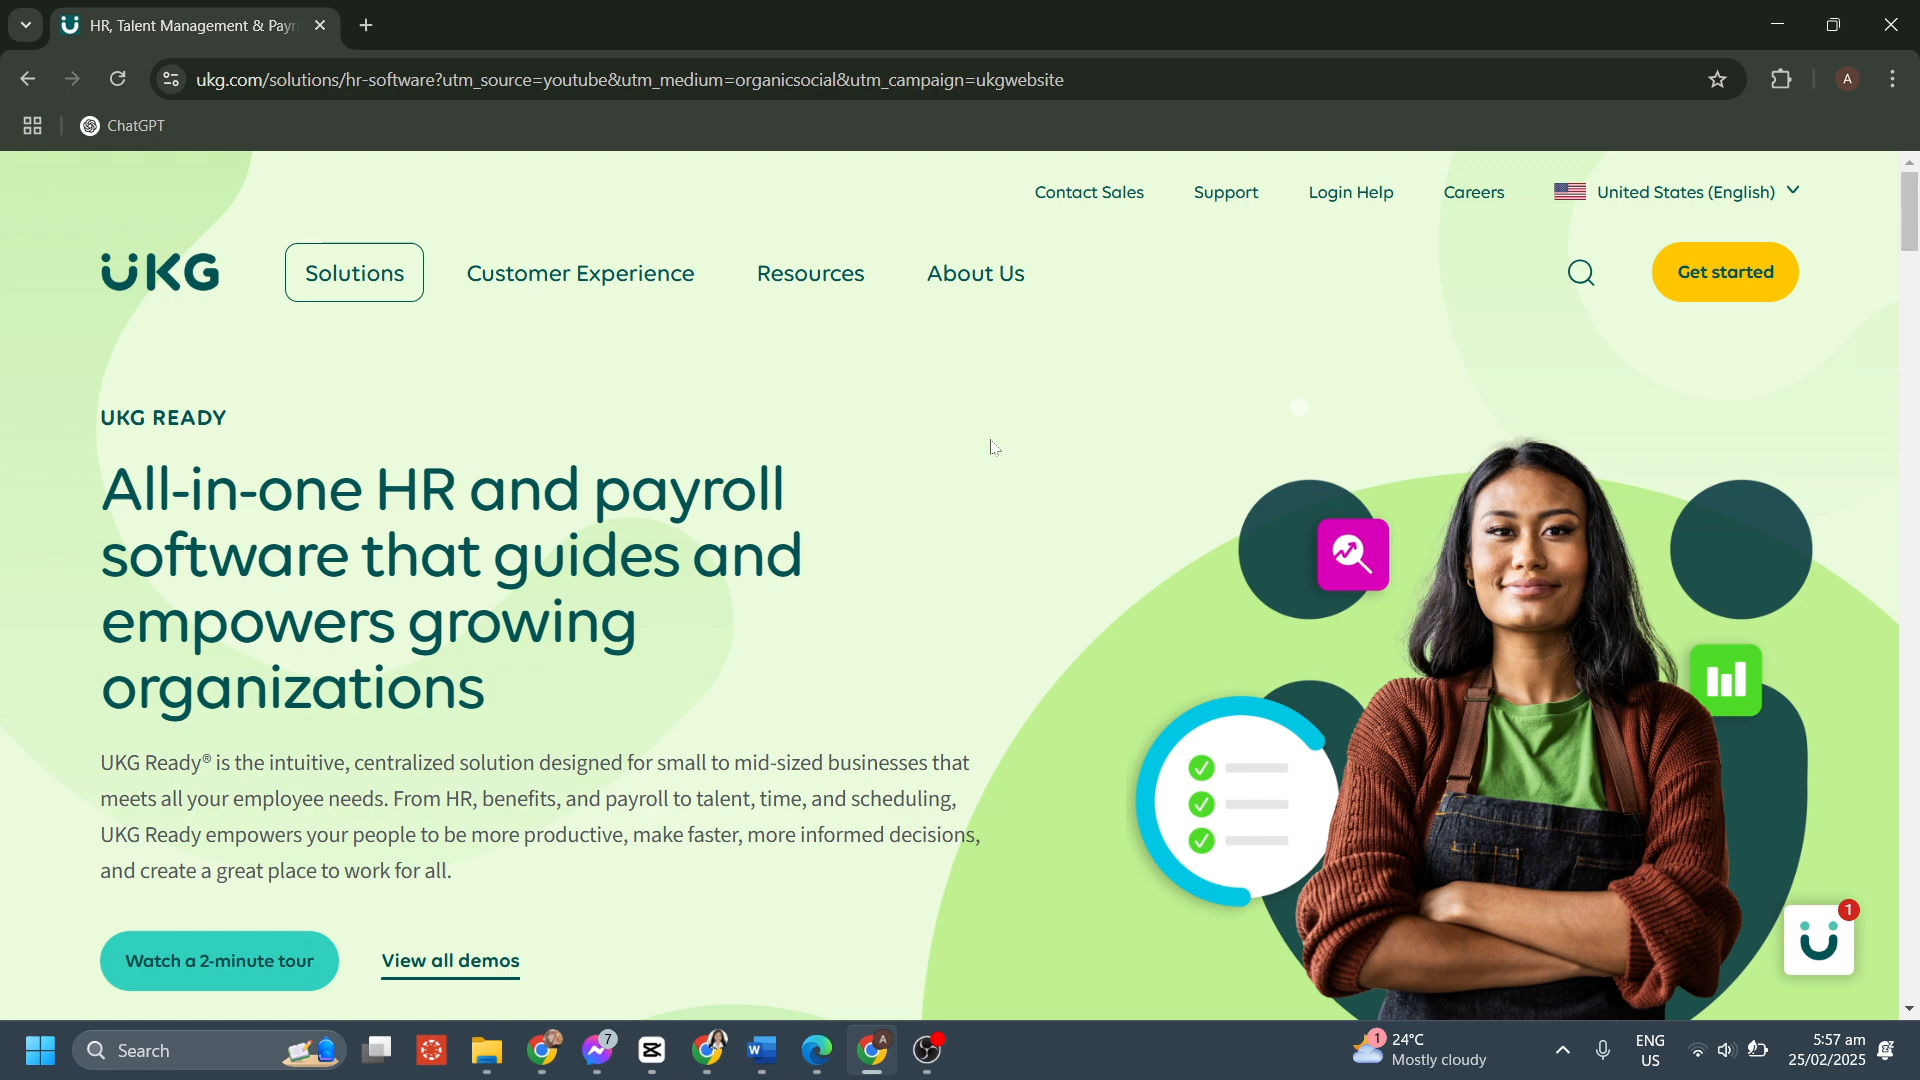 HR, Talent Management & Payr
ukg.com/solutions/hr-software?utm_source=youtube&utm_medium=organicsocial&utm_campaign=ukgwebsite
A
ChatGPT
Contact Sales
Support
Login Help
Careers
United States (English)
UKG
Solutions
Customer Experience
Resources
About Us
Get started
UKG READY
All-in-one HR and payroll
software that guides and
empowers growing
organizations
UKG Ready® is the intuitive, centralized solution designed for small to mid-sized businesses that
meets all your employee needs. From HR, benefits, and payroll to talent, time, and scheduling,
UKG Ready empowers your people to be more productive, make faster, more informed decisions,
and create a great place to work for all.
Watch a 2-minute tour
View all demos
1
Search
7
W
A
1
24°C
Mostly cloudy
ENG
US
5:57 am
25/02/2025